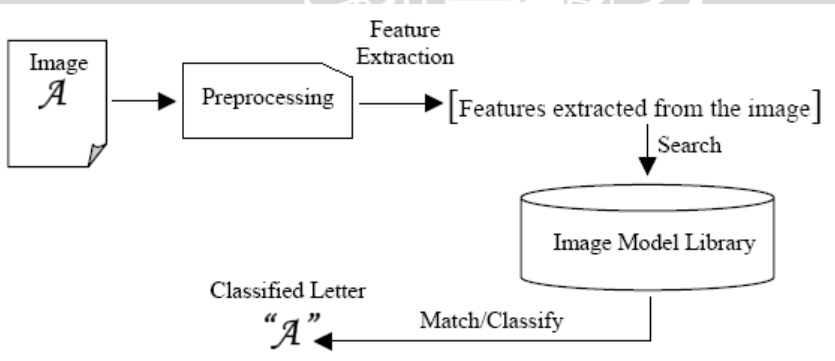 Image
𝒜
Preprocessing
Feature
Extraction
[Features extracted from the image]
Search
Image Model Library
Match/Classify
Classified Letter
“𝒜”